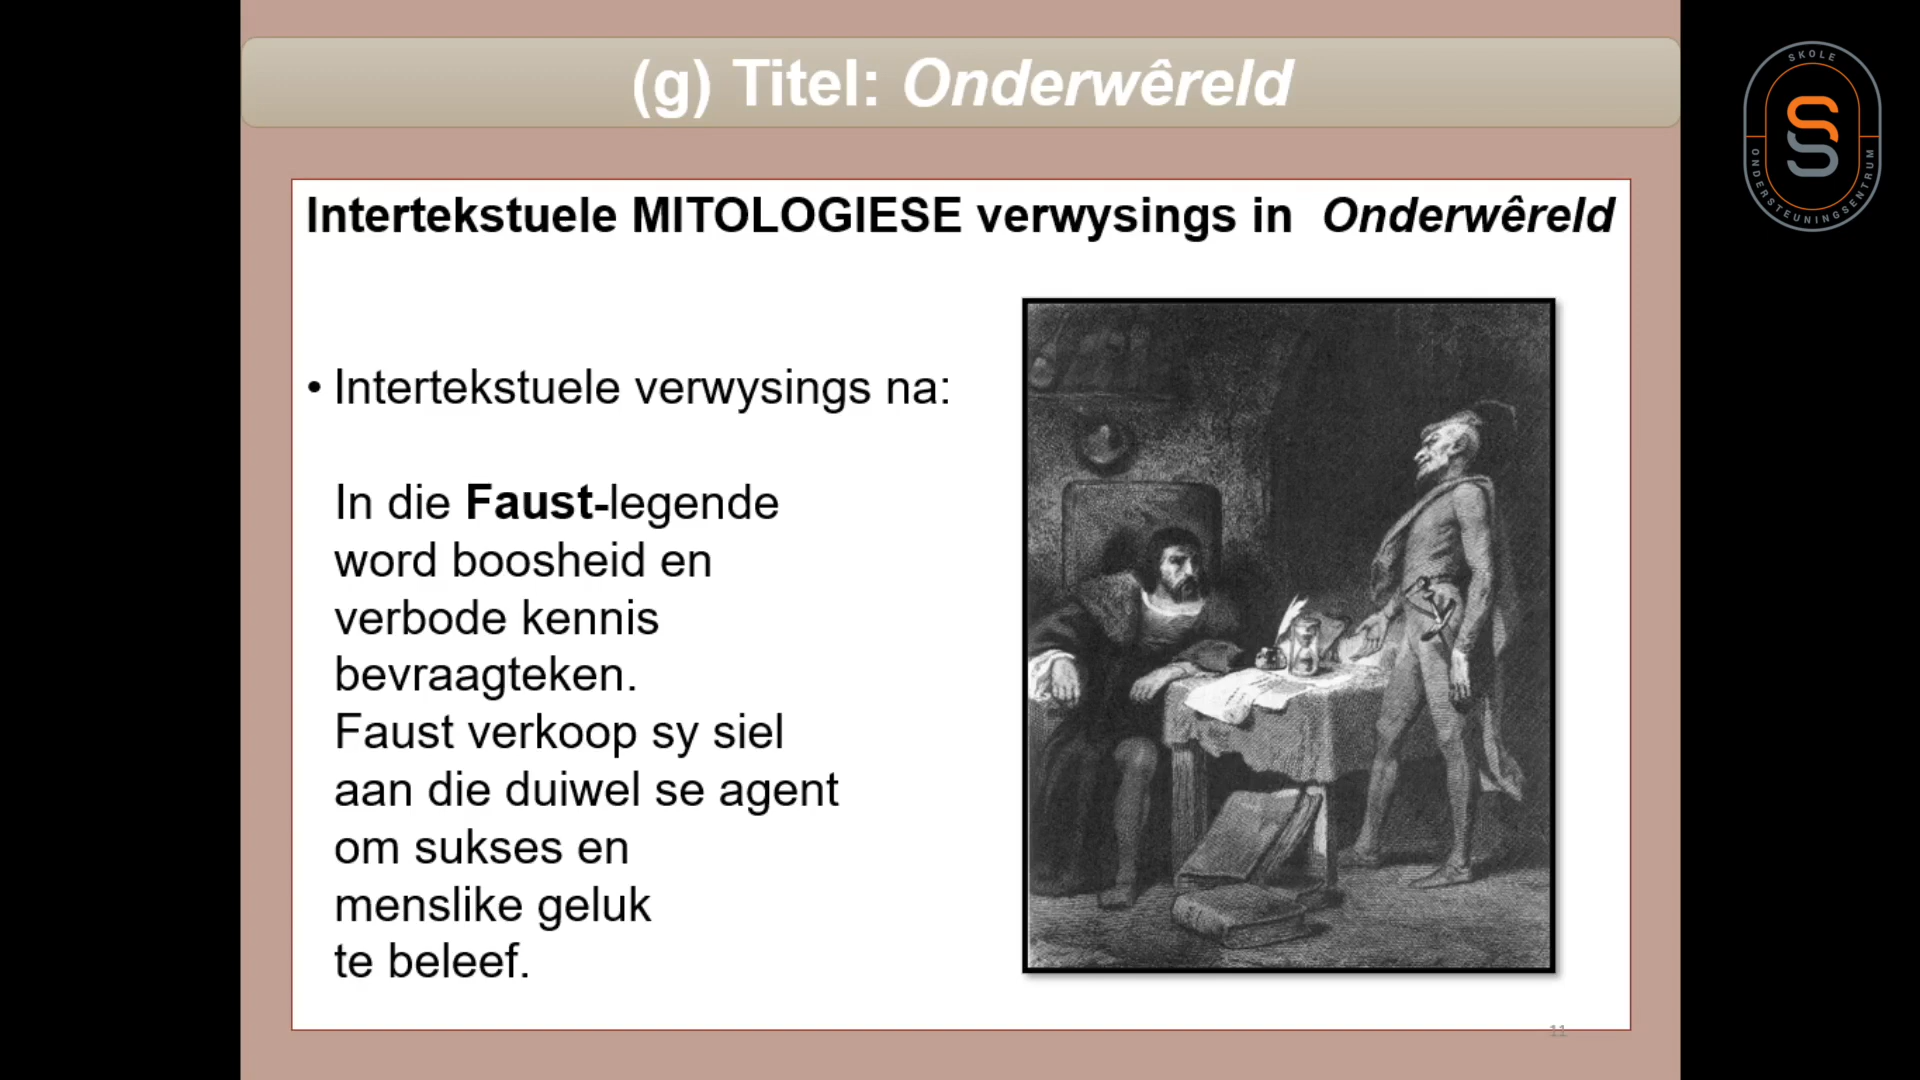 (g) Titel: Onderwêreld
SKOLE
ONDERSTEUNINGSENTRUM
Intertekstuele MITOLOGIESE verwysings in Onderwêreld
• Intertekstuele verwysings na:
In die Faust-legende
word boosheid en
verbode kennis
bevraagteken.
Faust verkoop sy siel
aan die duiwel se agent
om sukses en
menslike geluk
te beleef.
11